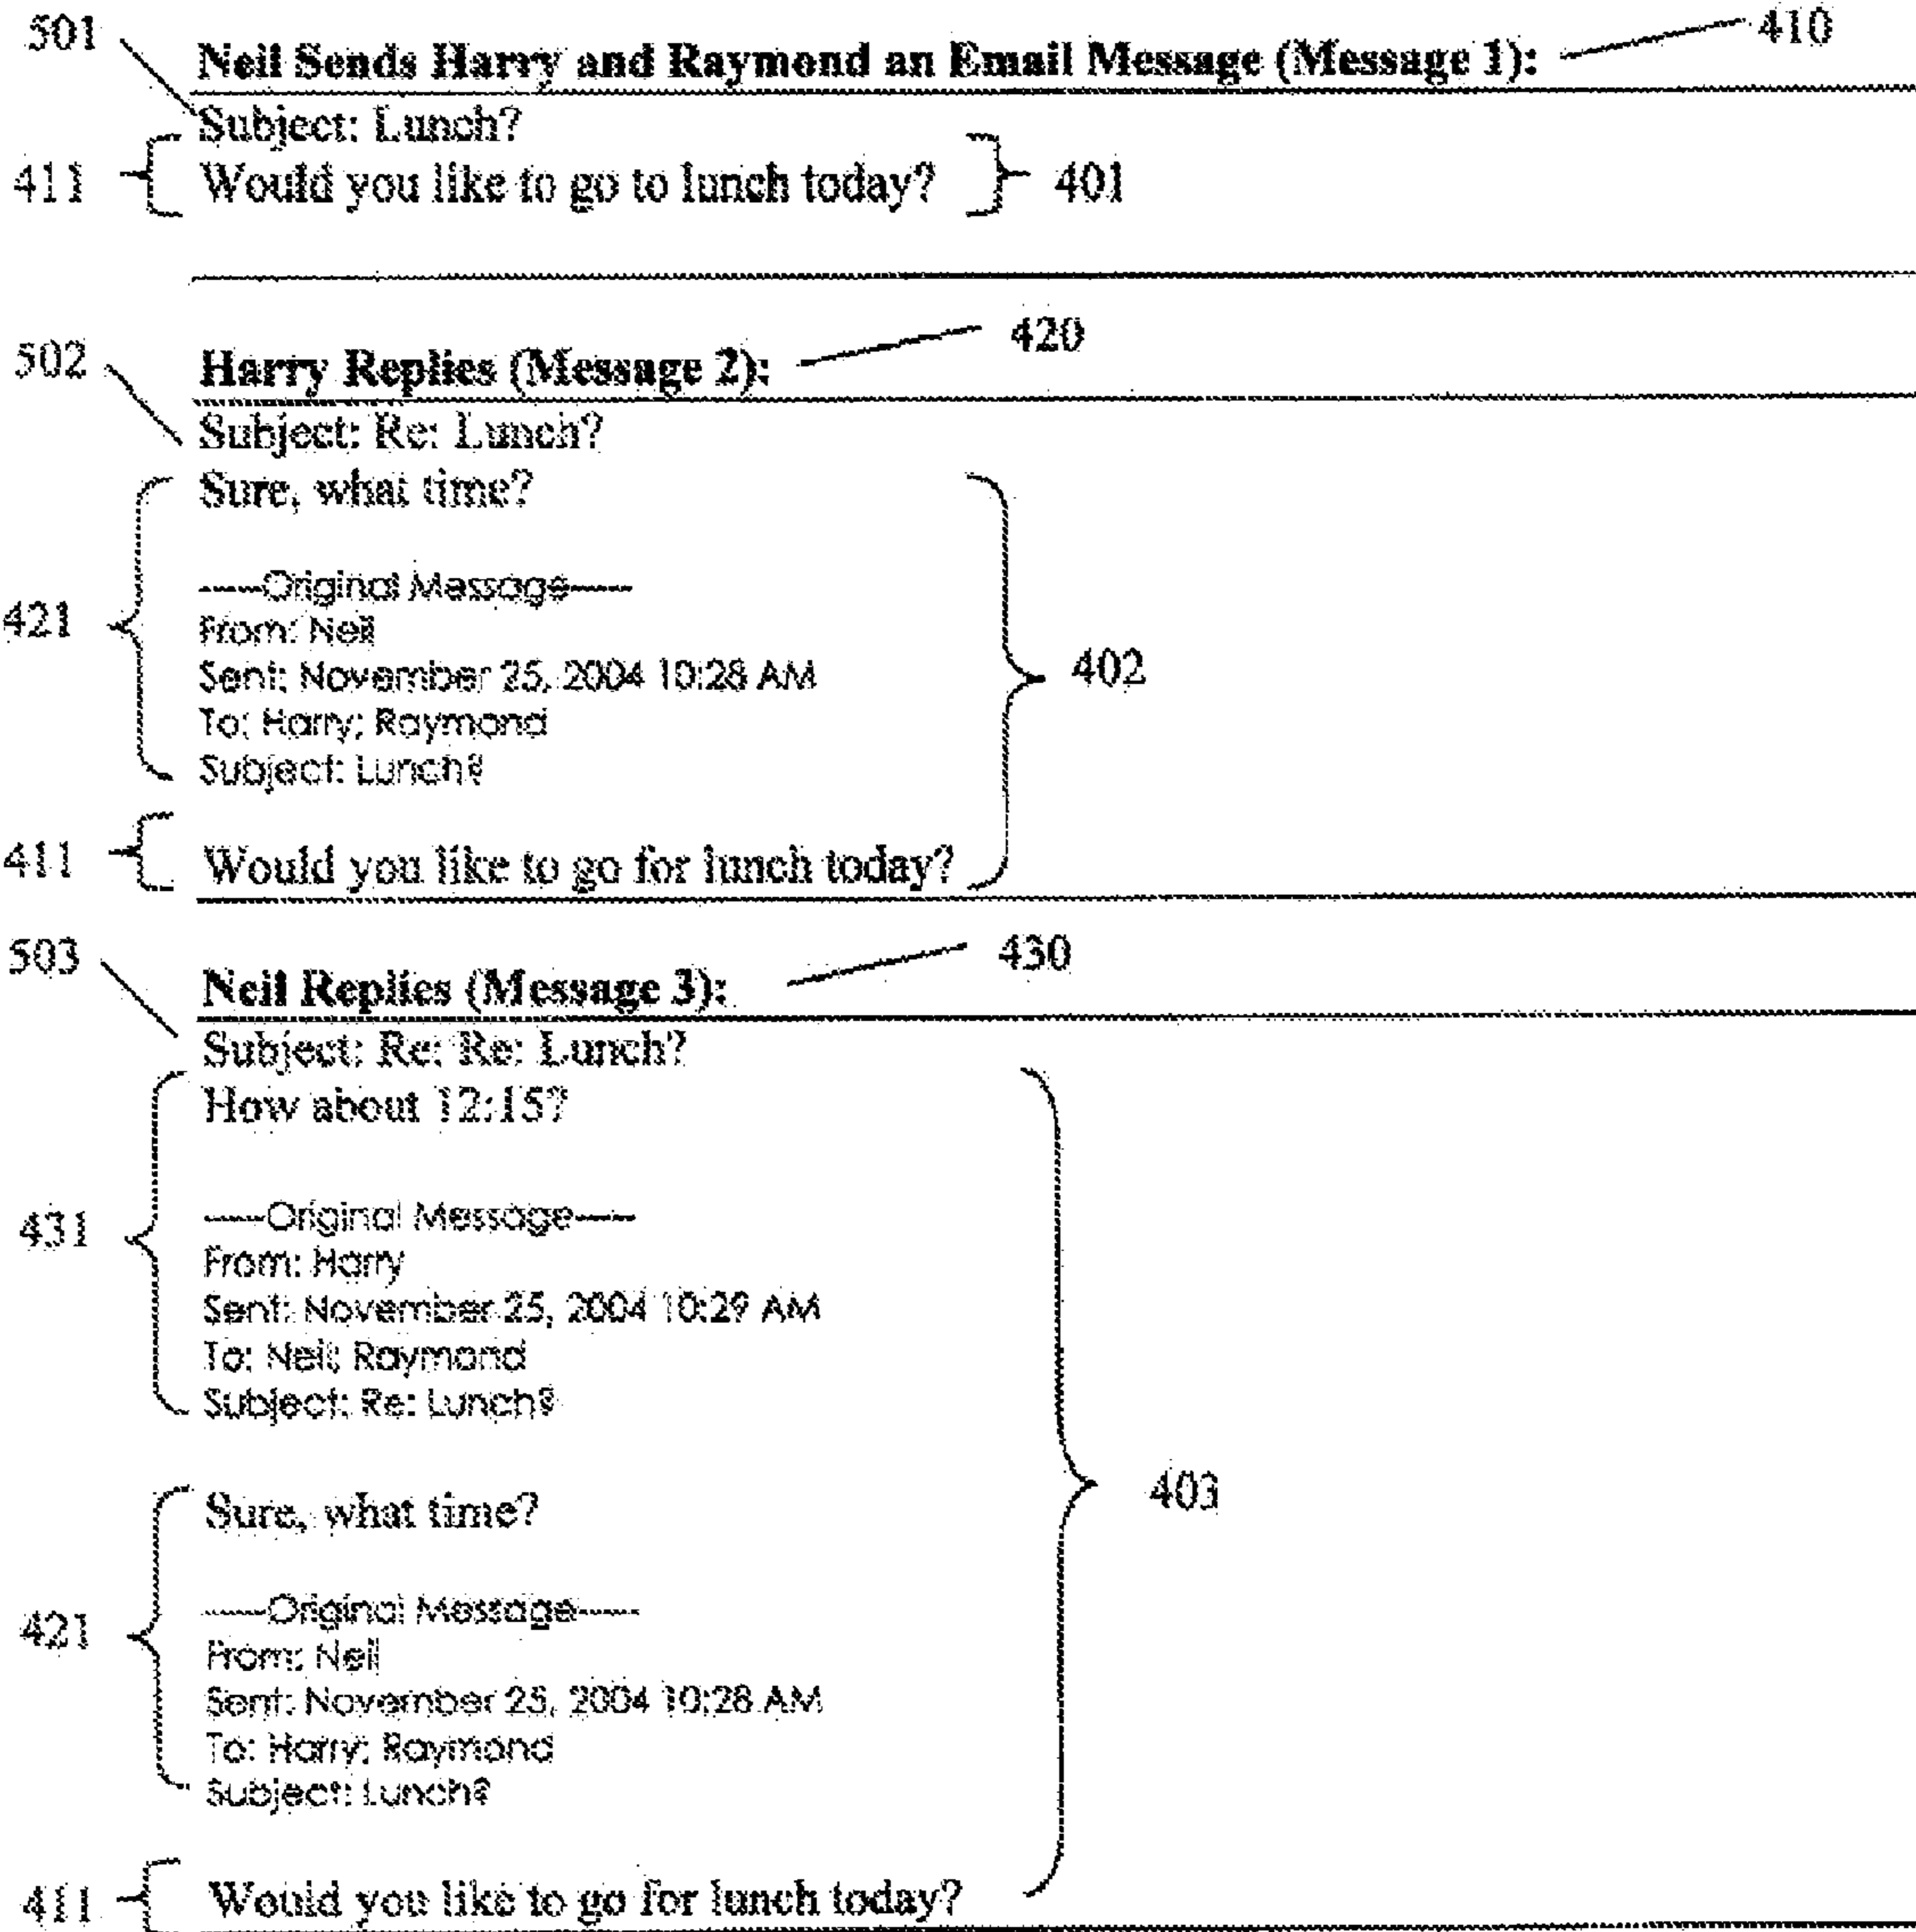 501 Neil Sends Harry and Raymond an Email Message (Message 1): 410
Subject: Lunch?
411 Would you like to go to lunch today? 401
502 Harry Replies (Message 2): 420
Subject: Re: Lunch?
Sure, what time?
-----Original Message-----
421 From: Neil
Sent: November 25, 2004 10:28 AM 402
To: Harry; Raymond
Subject: Lunch?
411 Would you like to go for lunch today?
503 Neil Replies (Message 3): 430
Subject: Re: Re: Lunch?
How about 12:15?
431 -----Original Message-----
From: Harry
Sent: November 25, 2004 10:29 AM
To: Neil; Raymond
Subject: Re: Lunch?
Sure, what time? 403
-----Original Message-----
421 From: Neil
Sent: November 25, 2004 10:28 AM
To: Harry; Raymond
Subject: Lunch?
411 Would you like to go for lunch today?